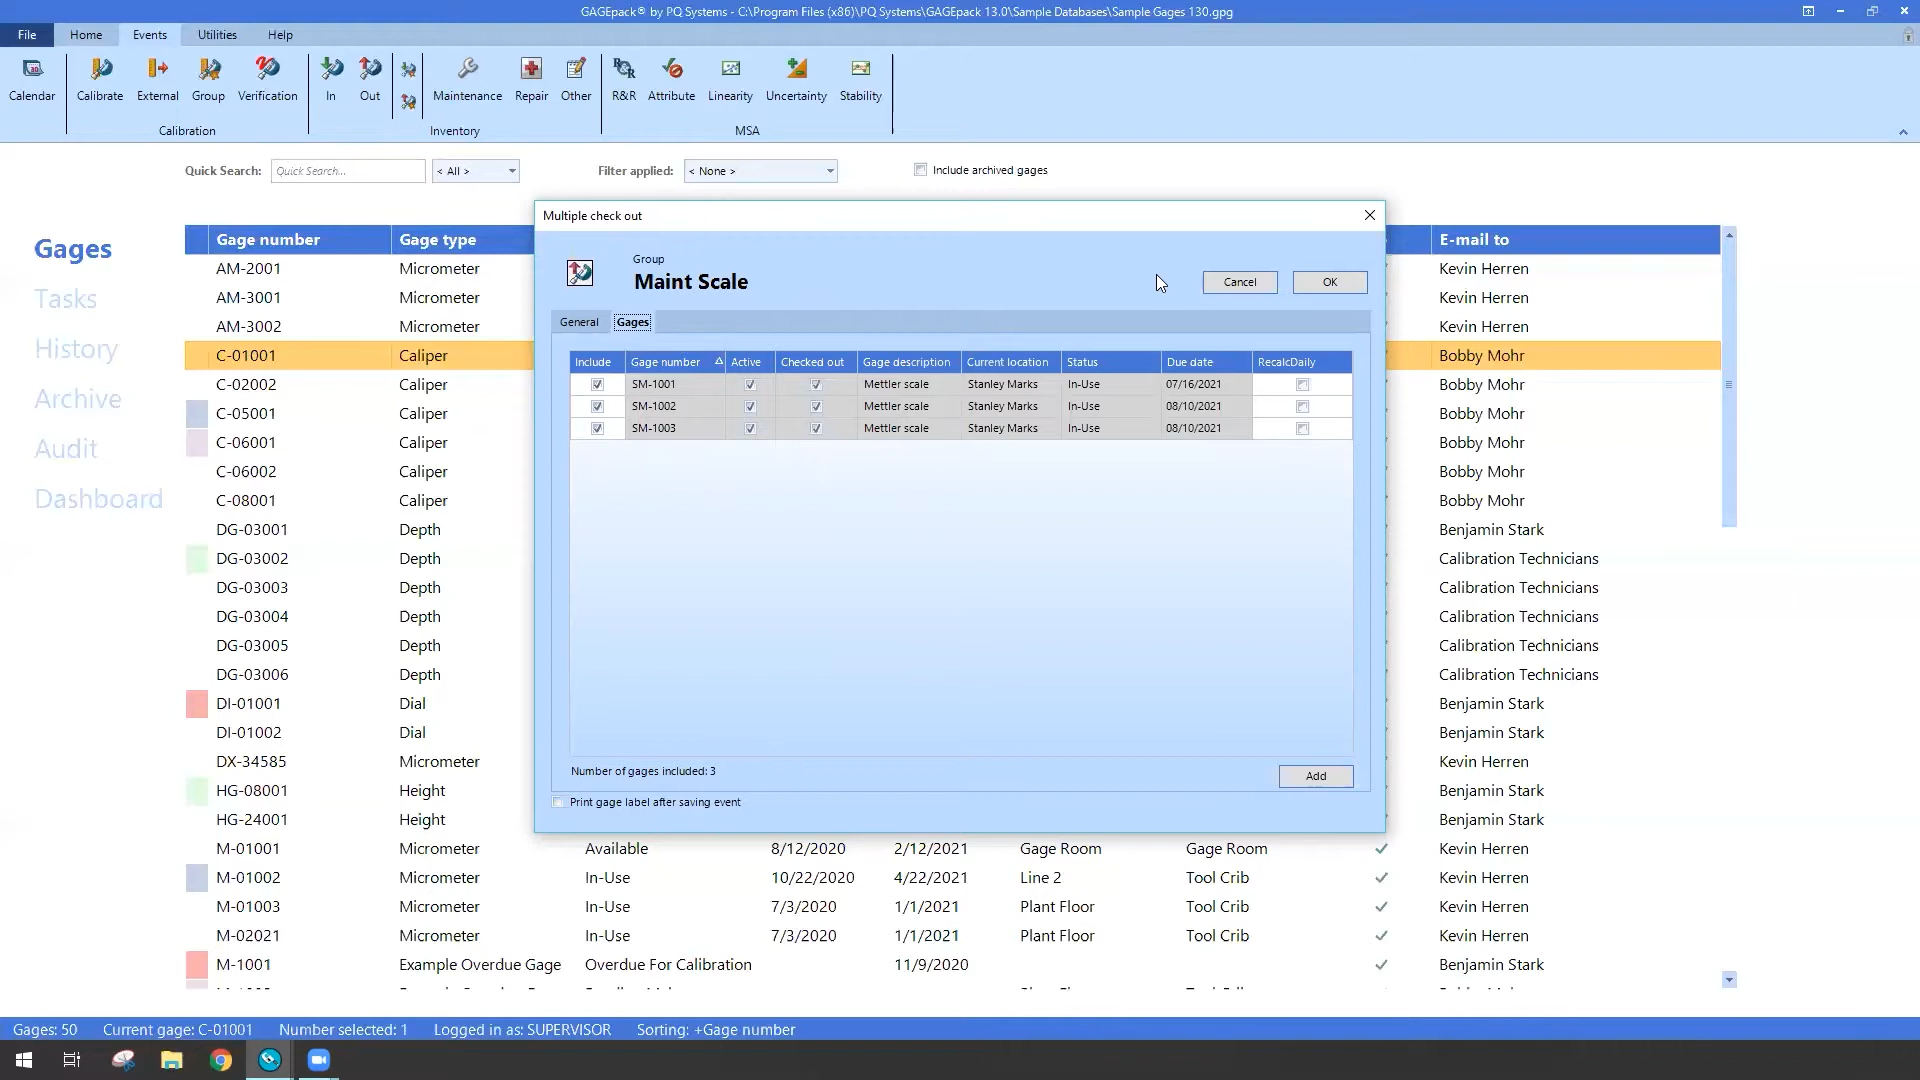 GAGEpack® by PQ Systems - C:\Program Files (x86)\PQ Systems\GAGEpack 13.0\Sample Databases\Sample Gages 130.gpg
File Home Events Utilities Help
Calendar Calibrate External Group Verification In Out Maintenance Repair Other R&R Attribute Linearity Uncertainty Stability
Calibration Inventory MSA
Quick Search: Quick Search... < All > Filter applied: < None > Include archived gages
Multiple check out
Group
Maint Scale
Cancel OK
General Gages
Include Gage number Active Checked out Gage description Current location Status Due date RecalcDaily
SM-1001 Mettler scale Stanley Marks In-Use 07/16/2021
SM-1002 Mettler scale Stanley Marks In-Use 08/10/2021
SM-1003 Mettler scale Stanley Marks In-Use 08/10/2021
Number of gages included: 3
Add
Print gage label after saving event
Gages
Tasks
History
Archive
Audit
Dashboard
Gage number Gage type E-mail to
AM-2001 Micrometer Kevin Herren
AM-3001 Micrometer Kevin Herren
AM-3002 Micrometer Kevin Herren
C-01001 Caliper Bobby Mohr
C-02002 Caliper Bobby Mohr
C-05001 Caliper Bobby Mohr
C-06001 Caliper Bobby Mohr
C-06002 Caliper Bobby Mohr
C-08001 Caliper Bobby Mohr
DG-03001 Depth Benjamin Stark
DG-03002 Depth Calibration Technicians
DG-03003 Depth Calibration Technicians
DG-03004 Depth Calibration Technicians
DG-03005 Depth Calibration Technicians
DG-03006 Depth Calibration Technicians
DI-01001 Dial Benjamin Stark
DI-01002 Dial Benjamin Stark
DX-34585 Micrometer Kevin Herren
HG-08001 Height Benjamin Stark
HG-24001 Height Benjamin Stark
M-01001 Micrometer Available 8/12/2020 2/12/2021 Gage Room Gage Room Kevin Herren
M-01002 Micrometer In-Use 10/22/2020 4/22/2021 Line 2 Tool Crib Kevin Herren
M-01003 Micrometer In-Use 7/3/2020 1/1/2021 Plant Floor Tool Crib Kevin Herren
M-02021 Micrometer In-Use 7/3/2020 1/1/2021 Plant Floor Tool Crib Kevin Herren
M-1001 Example Overdue Gage Overdue For Calibration 11/9/2020 Benjamin Stark
Gages: 50 Current gage: C-01001 Number selected: 1 Logged in as: SUPERVISOR Sorting: +Gage number